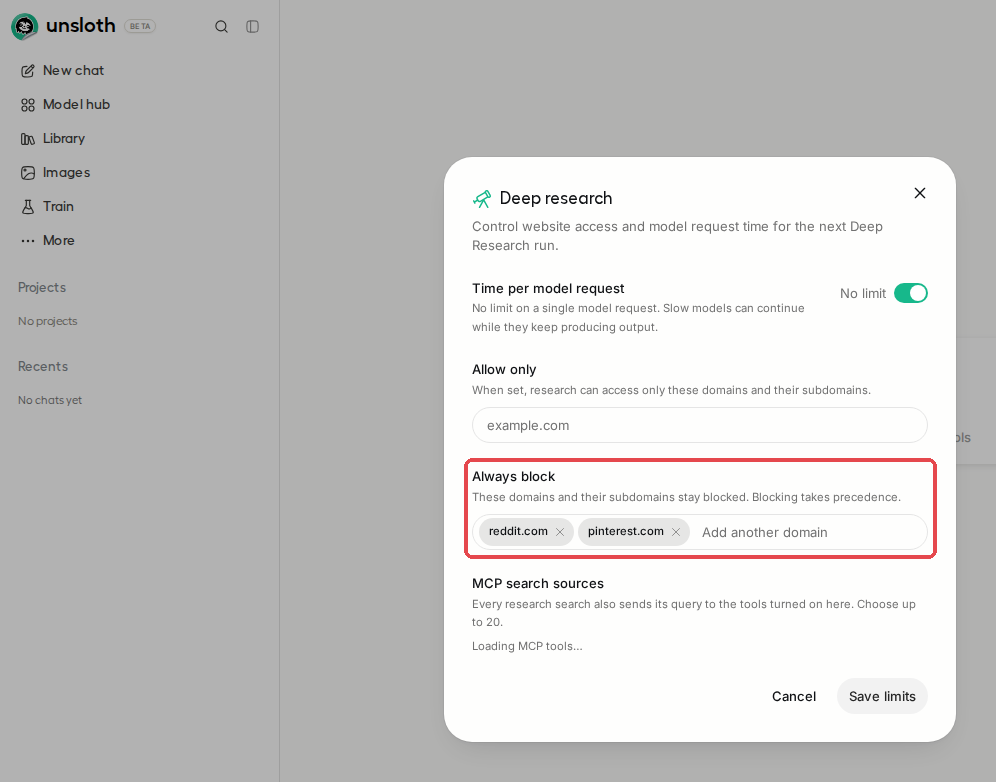 unsloth BETA
New chat
Model hub
Library
Images
Train
More
Projects
No projects
Recents
No chats yet
Deep research
Control website access and model request time for the next Deep
Research run.
Time per model request
No limit
No limit on a single model request. Slow models can continue
while they keep producing output.
Allow only
When set, research can access only these domains and their subdomains.
example.com
Always block
These domains and their subdomains stay blocked. Blocking takes precedence.
reddit.com pinterest.com Add another domain
MCP search sources
Every research search also sends its query to the tools turned on here. Choose up
to 20.
Loading MCP tools...
Cancel Save limits